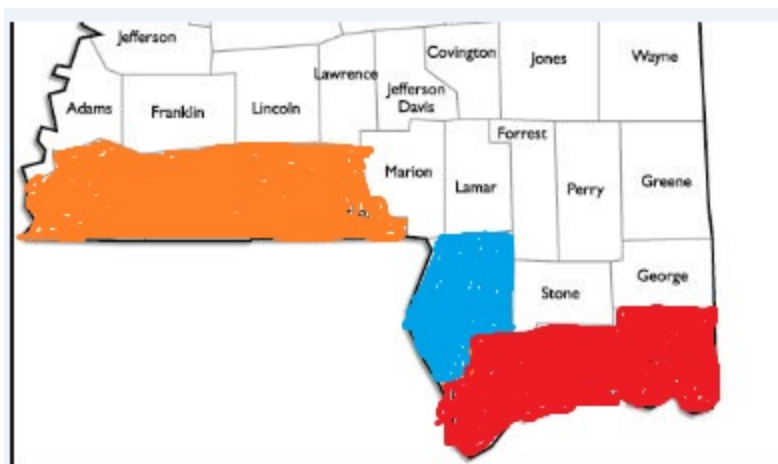 Jefferson
Covington
Jones
Wayne
Lawrence
Jefferson
Davis
Adams
Franklin
Lincoln
Forrest
Marion
Lamar
Perry
Greene
Stone
George